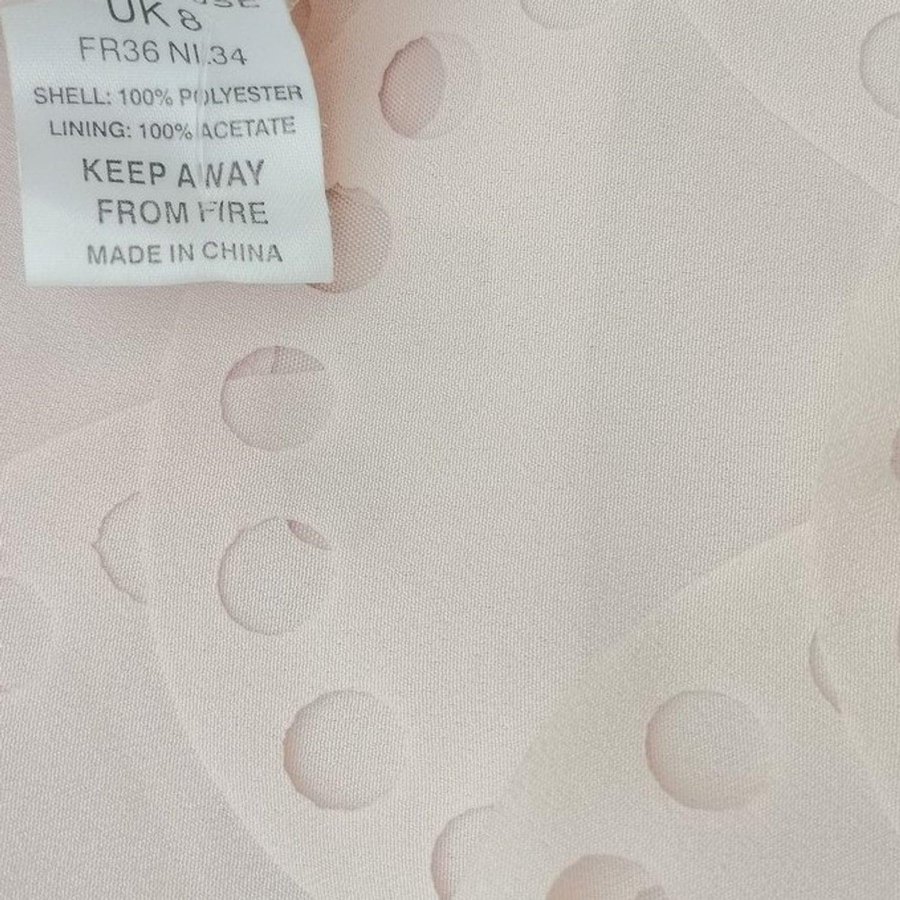 UK 8
FR36 NL34
SHELL: 100% POLYESTER
LINING: 100% ACETATE
KEEP AWAY
FROM FIRE
MADE IN CHINA